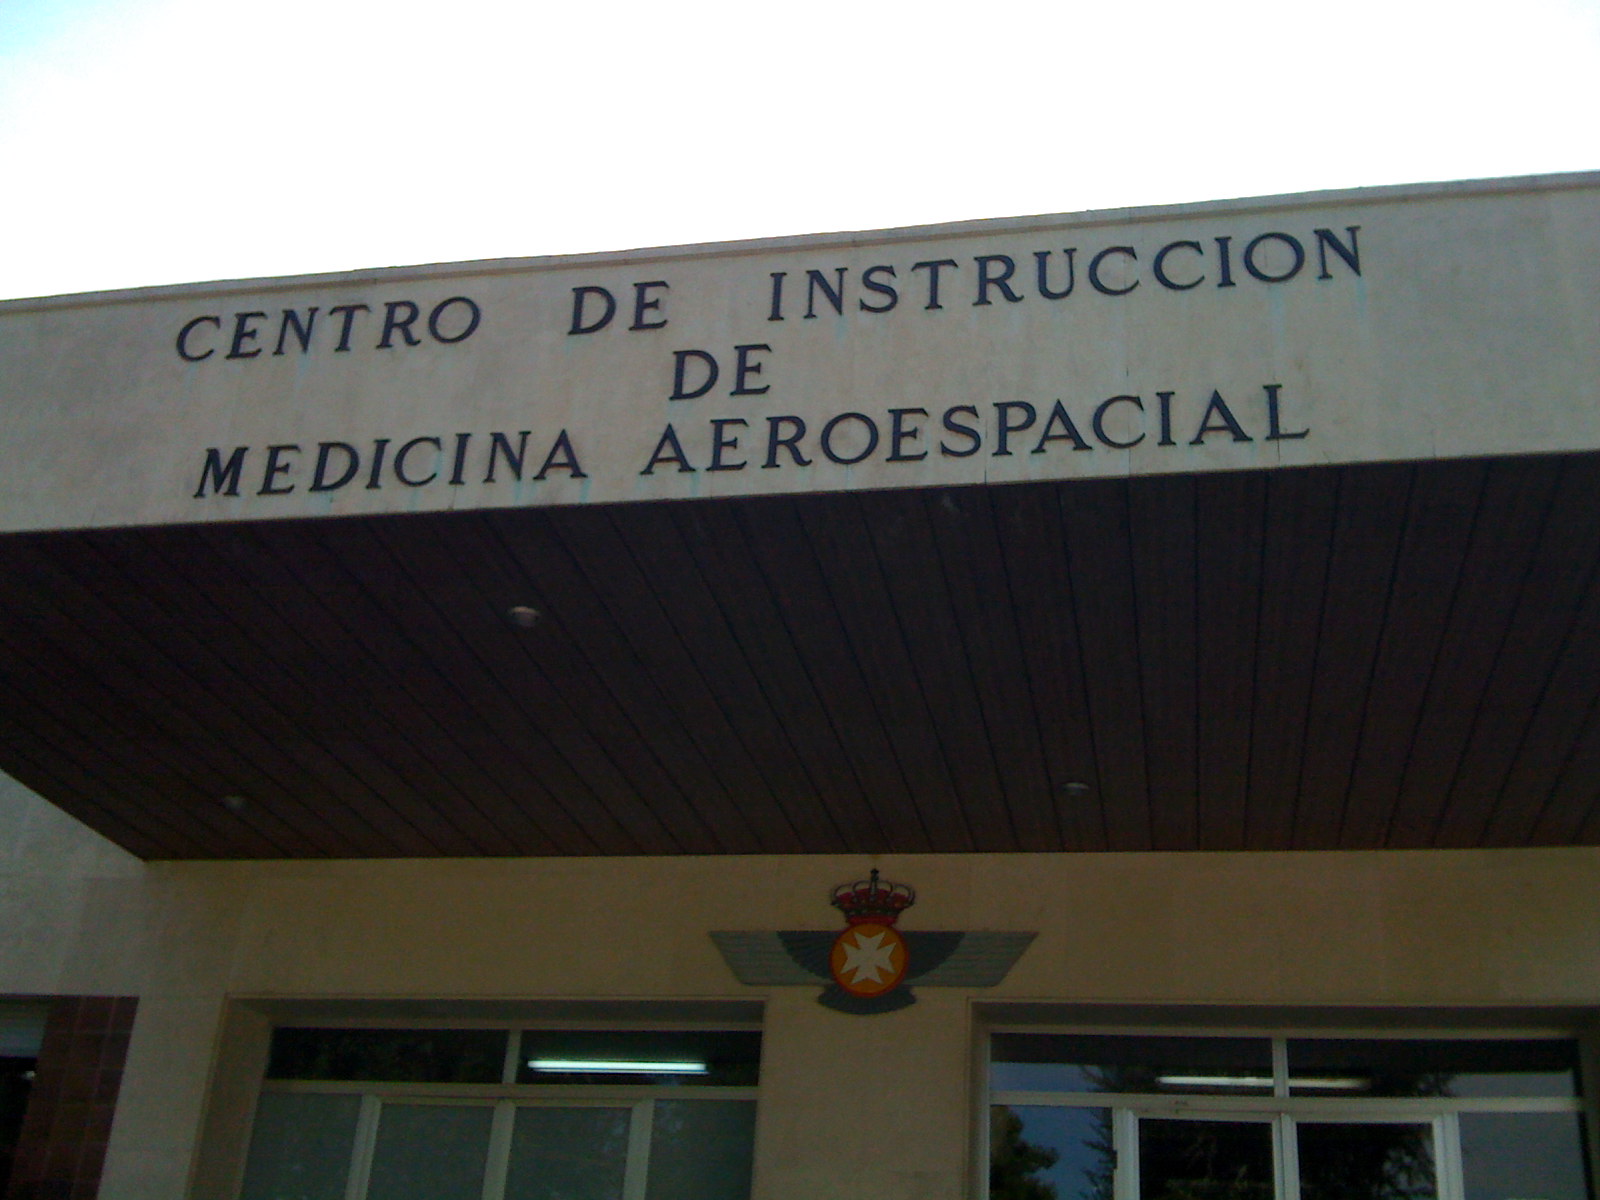 CENTRO DE INSTRUCCION
DE
MEDICINA AEROESPACIAL